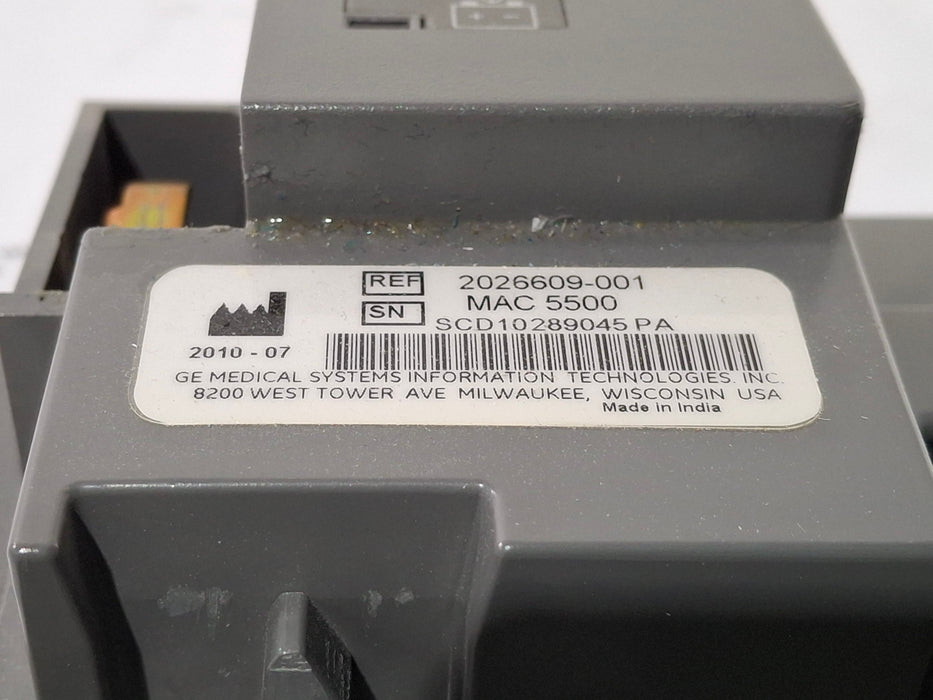 REF 2026609-001
MAC 5500
SN SCD10289045 PA
2010 - 07
GE MEDICAL SYSTEMS INFORMATION TECHNOLOGIES. INC.
8200 WEST TOWER AVE MILWAUKEE, WISCONSIN USA
Made in India